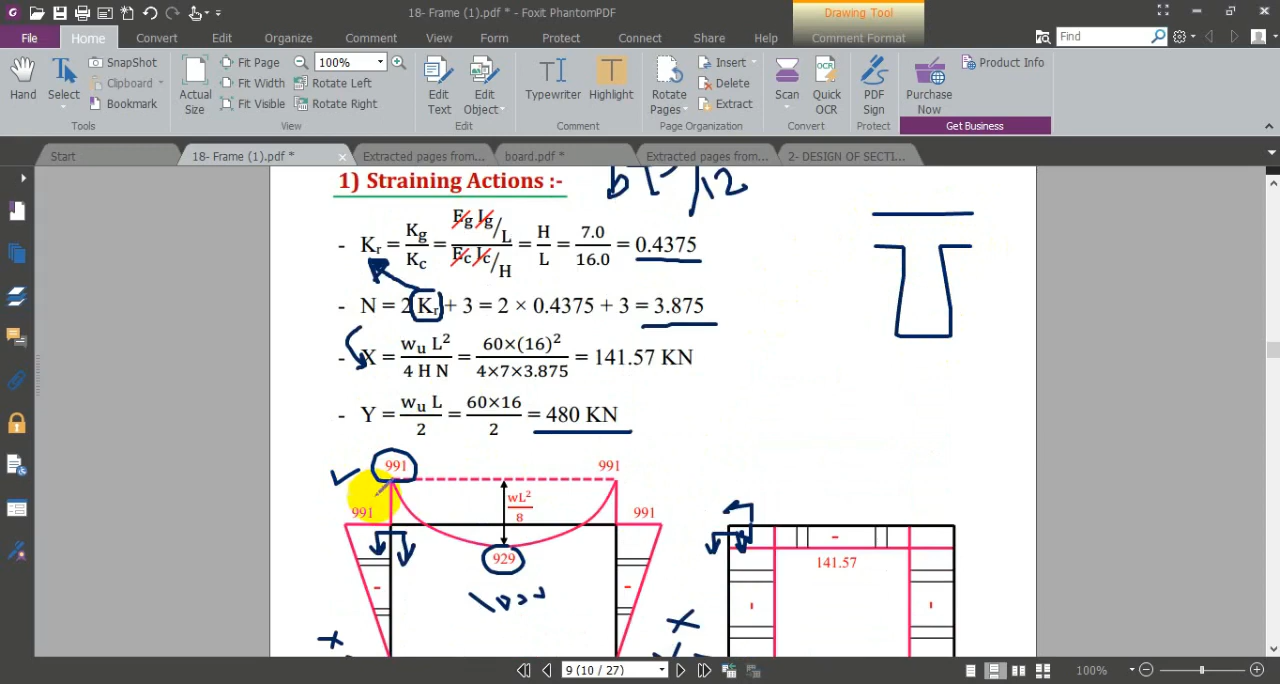 18- Frame (1).pdf * - Foxit PhantomPDF
Drawing Tool
File Home Convert Edit Organize Comment View Form Protect Connect Share Help Comment Format Find
Hand Select SnapShot Clipboard Bookmark
Actual Size Fit Page Fit Width Fit Visible 100% Rotate Left Rotate Right
Edit Text Edit Object Typewriter Highlight
Rotate Pages Insert Delete Extract
Scan Quick OCR PDF Sign Purchase Now Product Info
Tools View Edit Comment Page Organization Convert Protect Get Business
Start 18- Frame (1).pdf * Extracted pages from... board.pdf * Extracted pages from... 2- DESIGN OF SECTI...
1) Straining Actions :-
- Kr = Kg/Kc = (Eg Ig/L)/(Ec Ic/H) = H/L = 7.0/16.0 = 0.4375
- N = 2 Kr + 3 = 2 × 0.4375 + 3 = 3.875
- X = wu L²/4 H N = 60×(16)²/4×7×3.875 = 141.57 KN
- Y = wu L/2 = 60×16/2 = 480 KN
991 991
wL²/8
991 991
929
141.57
-
- - - -
x
x
9 (10 / 27) 100%